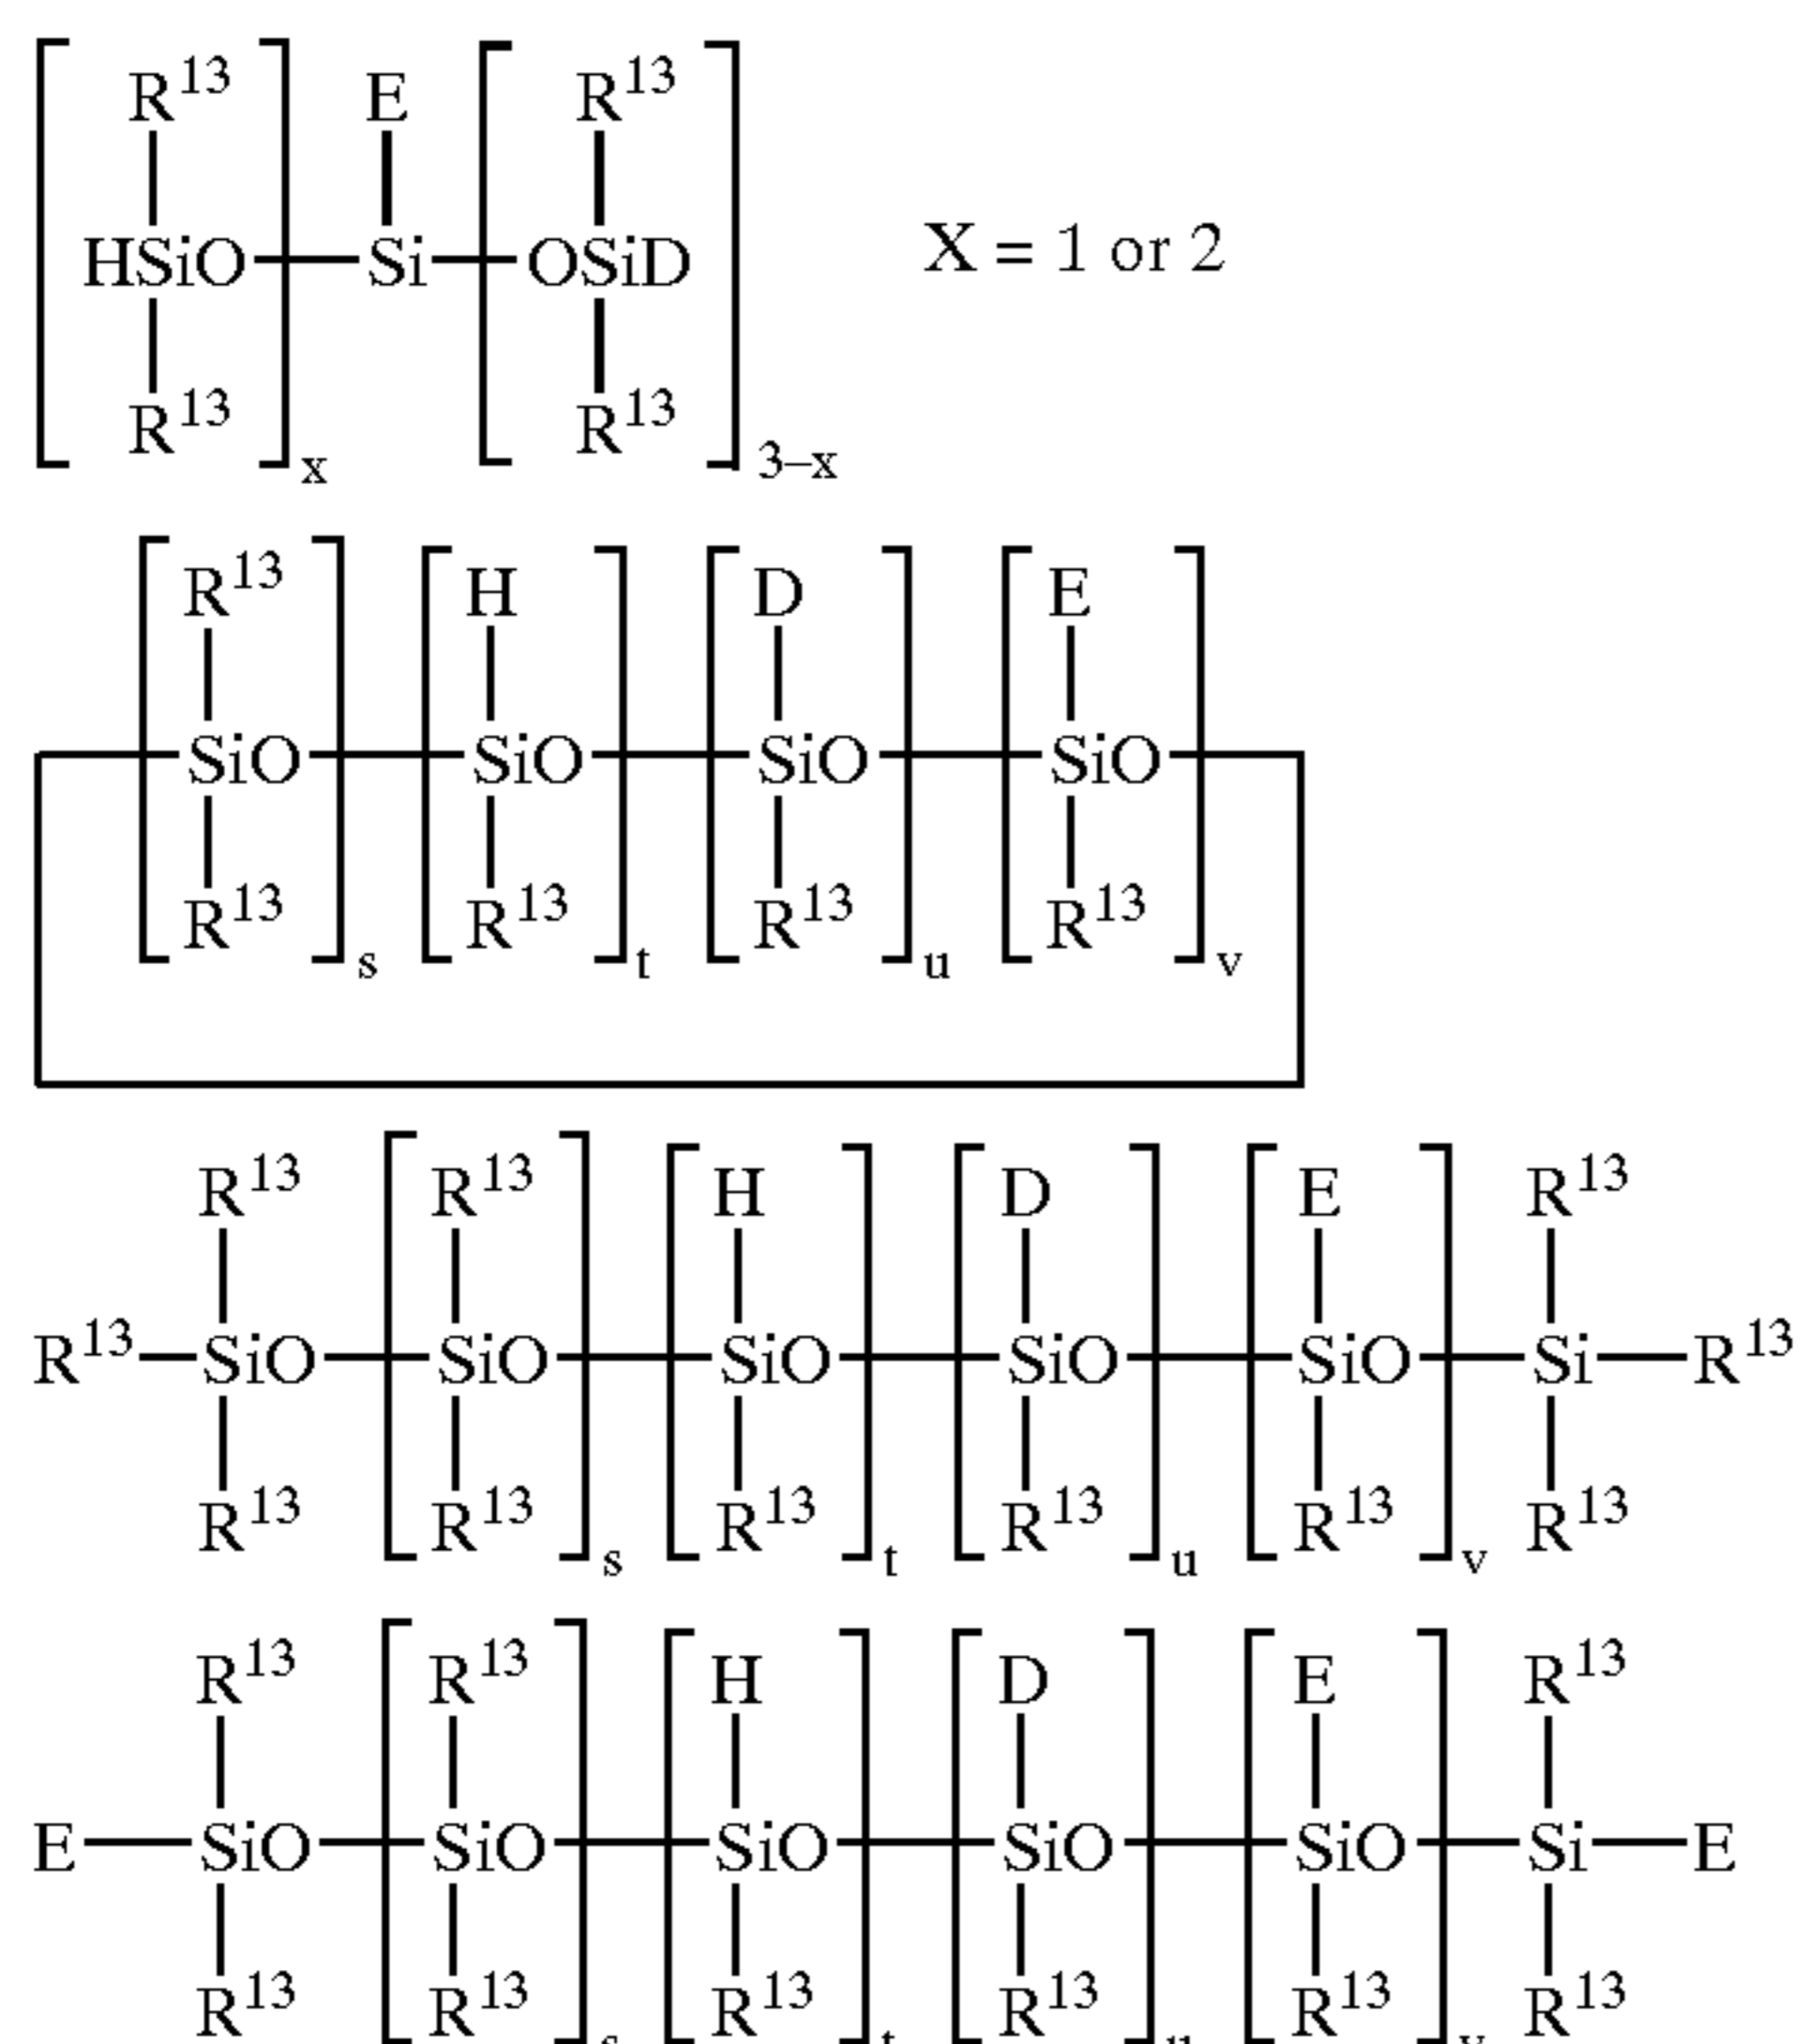 R13 E R13
HSiO Si OSiD X = 1 or 2
R13 R13
x 3–x
R13 H D E
SiO SiO SiO SiO
R13 R13 R13 R13
s t u v
R13 R13 H D E R13
R13 SiO SiO SiO SiO SiO Si R13
R13 R13 R13 R13 R13 R13
s t u v
R13 R13 H D E R13
E SiO SiO SiO SiO SiO Si E
R13 R13 R13 R13 R13 R13
s t u v